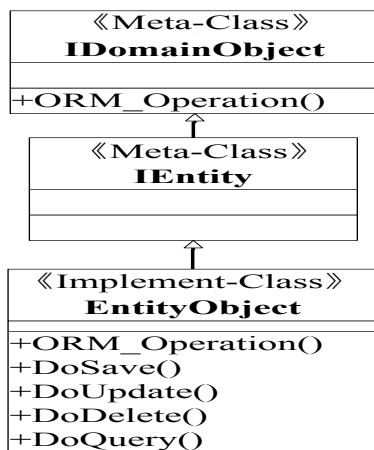 《Meta-Class》
IDomainObject
+ORM_Operation()
《Meta-Class》
IEntity
《Implement-Class》
EntityObject
+ORM_Operation()
+DoSave()
+DoUpdate()
+DoDelete()
+DoQuery()